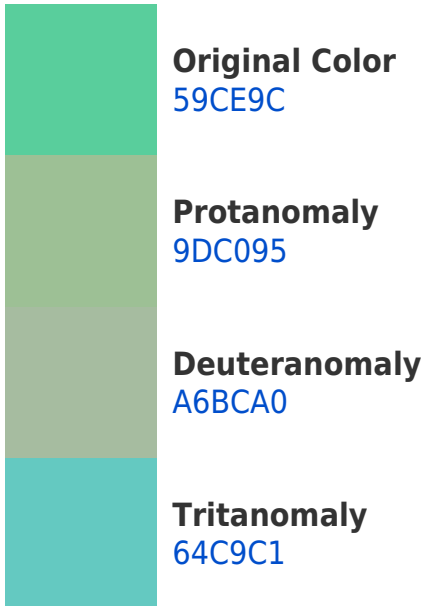 Original Color
59CE9C
Protanomaly
9DC095
Deuteranomaly
A6BCA0
Tritanomaly
64C9C1